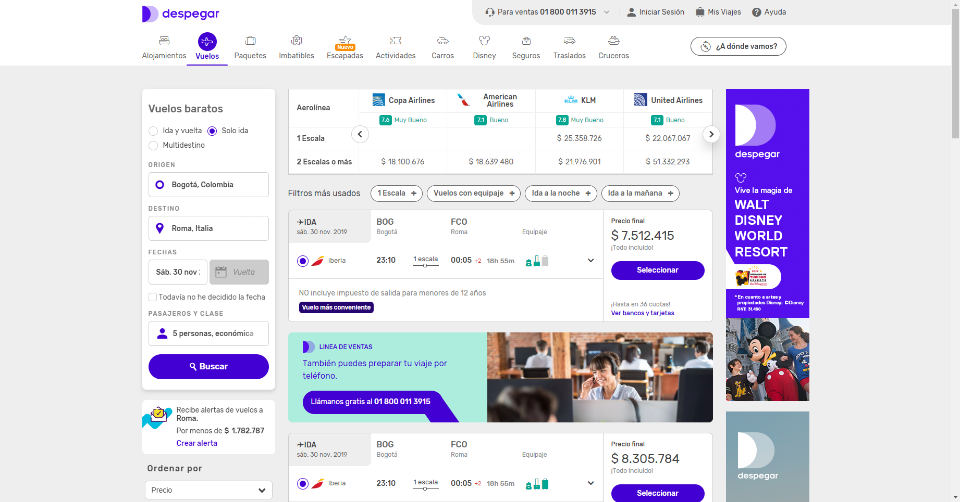 despegar
Para ventas 01 800 011 3915
Iniciar Sesión
Mis Viajes
Ayuda
Alojamientos
Vuelos
Paquetes
Imbatibles
Nuevo
Escapadas
Actividades
Carros
Disney
Seguros
Traslados
Cruceros
¿A dónde vamos?
Vuelos baratos
Ida y vuelta
Solo ida
Multidestino
ORIGEN
Bogotá, Colombia
DESTINO
Roma, Italia
FECHAS
Sáb. 30 nov
Vuelta
Todavía no he decidido la fecha
PASAJEROS Y CLASE
5 personas, económica
Buscar
Recibe alertas de vuelos a
Roma.
Por menos de $ 1.782.787
Crear alerta
Ordenar por
Precio
Aerolínea
Copa Airlines
American
Airlines
KLM
United Airlines
7.6 Muy Bueno
7.1 Bueno
7.8 Muy Bueno
7.1 Bueno
1 Escala
$ 25.358.726
$ 22.067.067
2 Escalas o más
$ 18.100.676
$ 18.639.480
$ 21.976.901
$ 51.332.293
Filtros más usados
1 Escala +
Vuelos con equipaje +
Ida a la noche +
Ida a la mañana +
IDA
sáb. 30 nov. 2019
BOG
Bogotá
FCO
Roma
Equipaje
Iberia
23:10
1 escala
00:05 +2
18h 55m
NO incluye impuesto de salida para menores de 12 años
Vuelo más conveniente
Precio final
$ 7.512.415
¡Todo incluido!
Seleccionar
¡Hasta en 36 cuotas!
Ver bancos y tarjetas
LINEA DE VENTAS
También puedes preparar tu viaje por
teléfono.
Llámanos gratis al 01 800 011 3915
IDA
sáb. 30 nov. 2019
BOG
Bogotá
FCO
Roma
Equipaje
Iberia
23:10
1 escala
00:05 +2
18h 55m
Precio final
$ 8.305.784
¡Todo incluido!
Seleccionar
despegar
Vive la magia de
WALT
DISNEY
WORLD
RESORT
*En cuanto a artes y
propiedades Disney: ©Disney
RNT 31.400
despegar